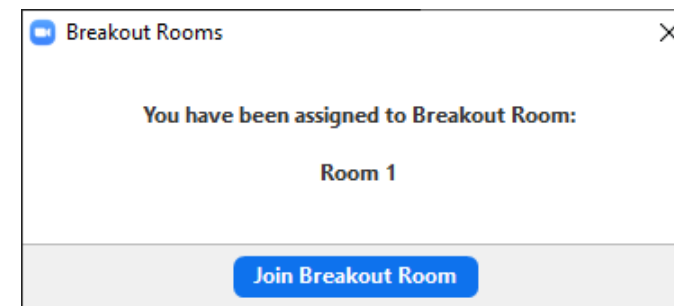 Breakout Rooms
You have been assigned to Breakout Room:
Room 1
Join Breakout Room